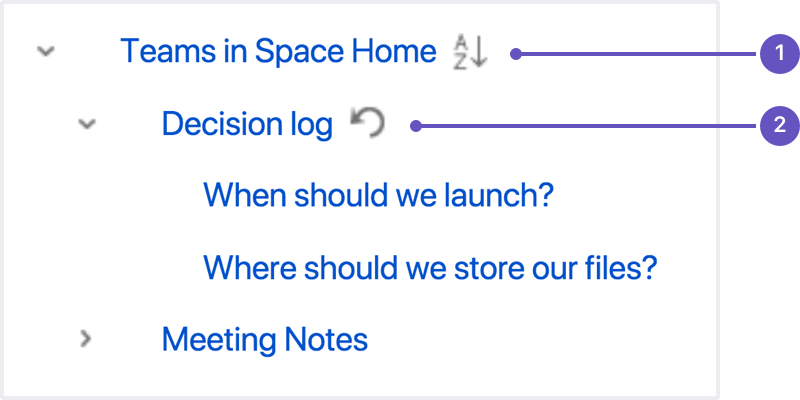 Teams in Space Home AZ 1
Decision log 2
When should we launch?
Where should we store our files?
Meeting Notes